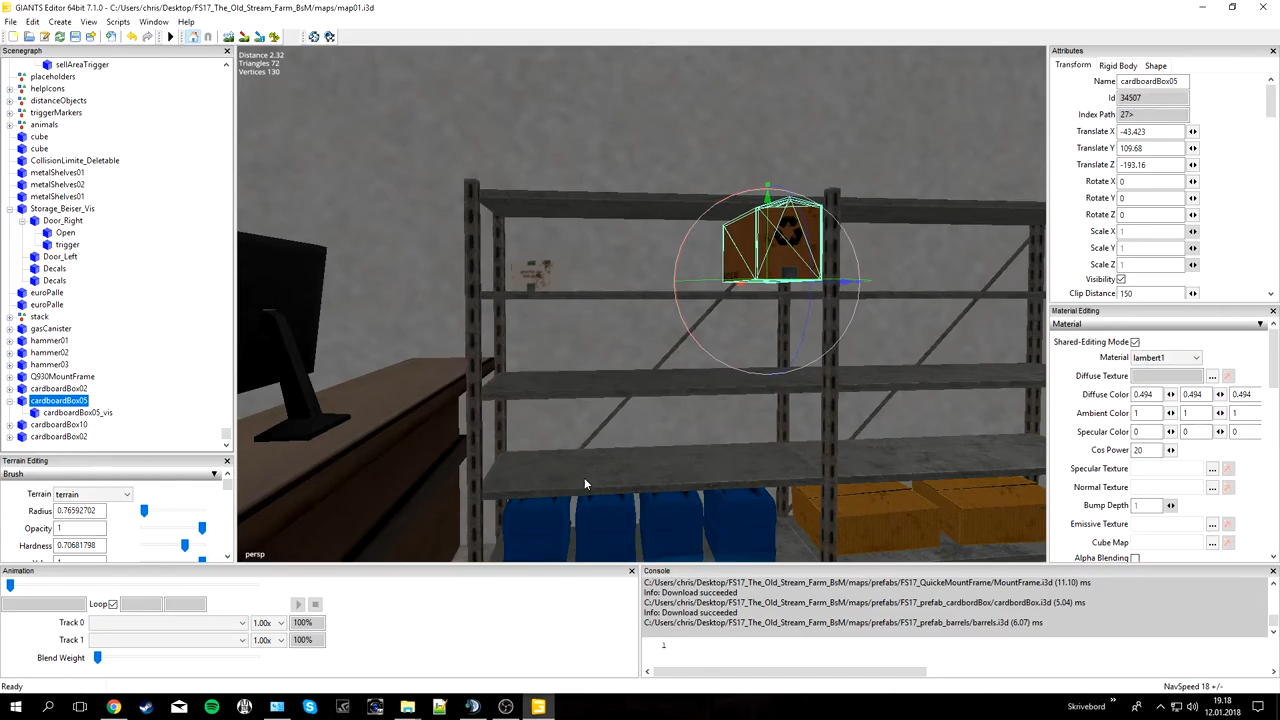 GIANTS Editor 64bit 7.1.0 - C:/Users/chris/Desktop/FS17_The_Old_Stream_Farm_BsM/maps/map01.i3d
File Edit Create View Scripts Window Help
Scenegraph
sellAreaTrigger
placeholders
helpIcons
distanceObjects
triggerMarkers
animals
cube
cube
CollisionLimite_Deletable
metalShelves01
metalShelves02
metalShelves01
Storage_Beiser_Vis
Door_Right
Open
trigger
Door_Left
Decals
Decals
euroPalle
euroPalle
stack
gasCanister
hammer01
hammer02
hammer03
Q930MountFrame
cardboardBox02
cardboardBox05
cardboardBox05_vis
cardboardBox10
cardboardBox02
Terrain Editing
Brush
Terrain terrain
Radius 0.76592702
Opacity 1
Hardness 0.70681798
Distance 2.32
Triangles 72
Vertices 130
persp
Attributes
Transform Rigid Body Shape
Name cardboardBox05
Id 34507
Index Path 27>
Translate X -43.423
Translate Y 109.68
Translate Z -193.16
Rotate X 0
Rotate Y 0
Rotate Z 0
Scale X 1
Scale Y 1
Scale Z 1
Visibility
Clip Distance 150
Material Editing
Material
Shared-Editing Mode
Material lambert1
Diffuse Texture ...
Diffuse Color 0.494 0.494 0.494
Ambient Color 1 1 1
Specular Color 0 0 0
Cos Power 20
Specular Texture ...
Normal Texture ...
Bump Depth 1
Emissive Texture ...
Cube Map ...
Alpha Blending
Animation
Loop
Track 0 1.00x 100%
Track 1 1.00x 100%
Blend Weight
Console
C:/Users/chris/Desktop/FS17_The_Old_Stream_Farm_BsM/maps/prefabs/FS17_QuickeMountFrame/MountFrame.i3d (11.10) ms
Info: Download succeeded
C:/Users/chris/Desktop/FS17_The_Old_Stream_Farm_BsM/maps/prefabs/FS17_prefab_cardbordBox/cardbordBox.i3d (5.04) ms
Info: Download succeeded
C:/Users/chris/Desktop/FS17_The_Old_Stream_Farm_BsM/maps/prefabs/FS17_prefab_barrels/barrels.i3d (6.07) ms
1
Ready
NavSpeed 18 +/-
Skrivebord
19.18
12.01.2018